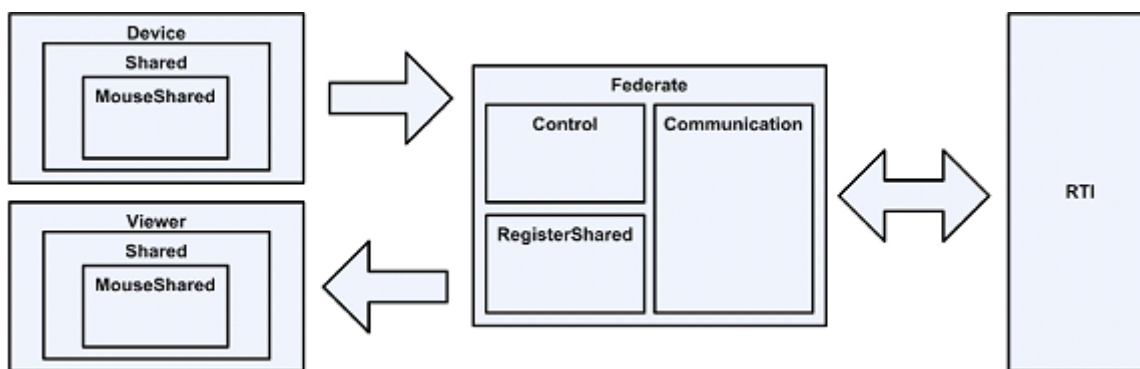 Device
Shared
MouseShared
Viewer
Shared
MouseShared
Federate
Control
Communication
RegisterShared
RTI